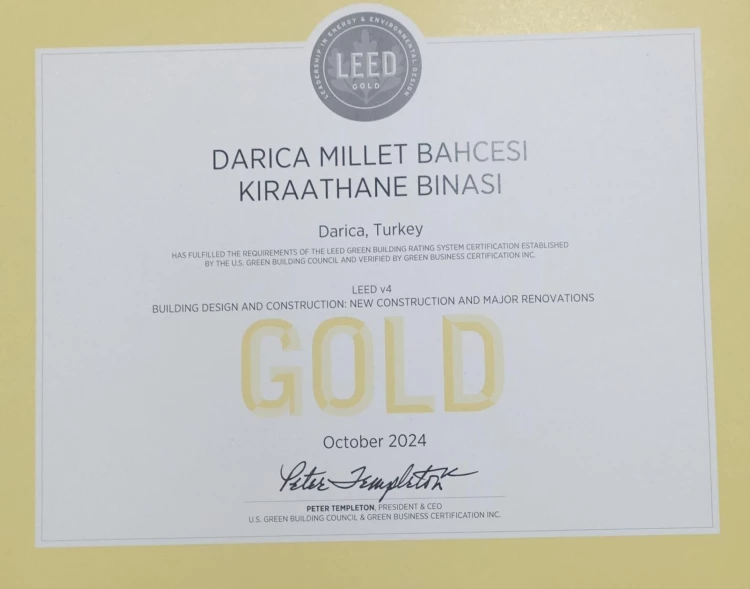 LEADERSHIP IN ENERGY & ENVIRONMENTAL DESIGN
LEED
GOLD
DARICA MILLET BAHCESI
KIRAATHANE BINASI
Darica, Turkey
HAS FULFILLED THE REQUIREMENTS OF THE LEED GREEN BUILDING RATING SYSTEM CERTIFICATION ESTABLISHED
BY THE U.S. GREEN BUILDING COUNCIL AND VERIFIED BY GREEN BUSINESS CERTIFICATION INC.
LEED v4
BUILDING DESIGN AND CONSTRUCTION: NEW CONSTRUCTION AND MAJOR RENOVATIONS
GOLD
October 2024
Peter Templeton
PETER TEMPLETON, PRESIDENT & CEO
U.S. GREEN BUILDING COUNCIL & GREEN BUSINESS CERTIFICATION INC.